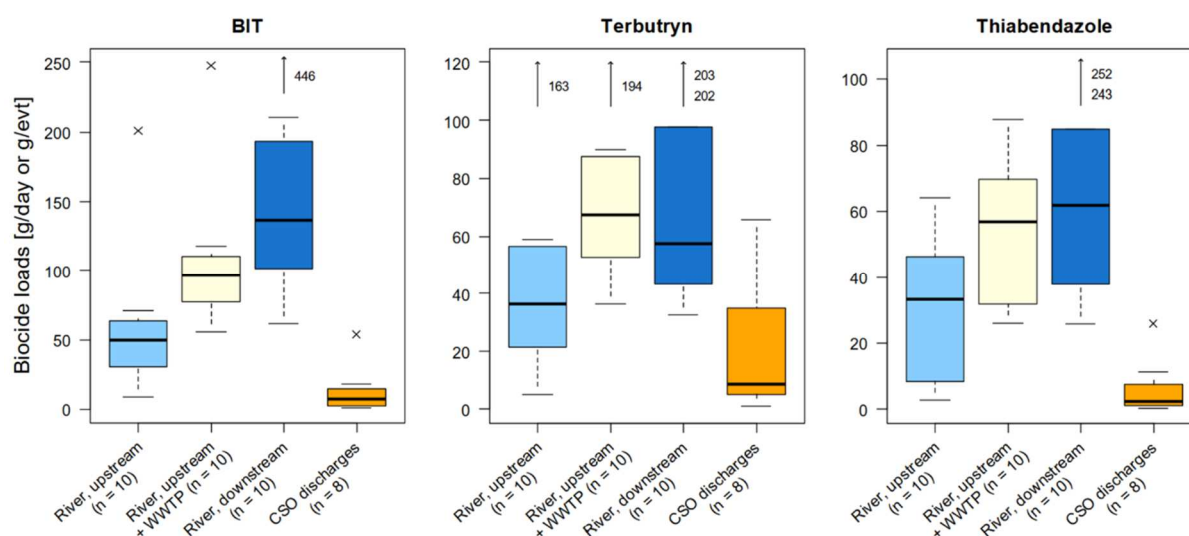 BIT
Terbutryn
Thiabendazole
Biocide loads [g/day or g/evt]
250
200
150
100
50
0
446
120
100
80
60
40
20
0
163
194
203
202
100
80
60
40
20
0
252
243
River, upstream
(n = 10)
River, upstream
+ WWTP (n = 10)
River, downstream
(n = 10)
CSO discharges
(n = 8)
River, upstream
(n = 10)
River, upstream
+ WWTP (n = 10)
River, downstream
(n = 10)
CSO discharges
(n = 8)
River, upstream
(n = 10)
River, upstream
+ WWTP (n = 10)
River, downstream
(n = 10)
CSO discharges
(n = 8)